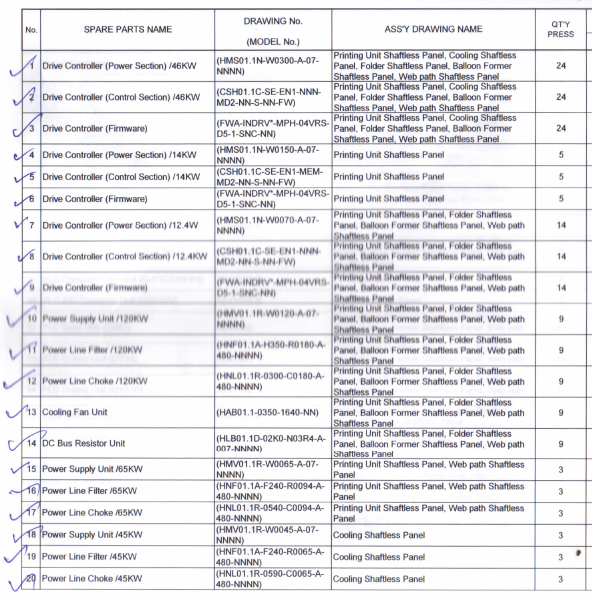 No. SPARE PARTS NAME DRAWING No. (MODEL No.) ASS'Y DRAWING NAME QT'Y PRESS
1 Drive Controller (Power Section) /46KW (HMS01.1N-W0300-A-07-NNNN) Printing Unit Shaftless Panel, Cooling Shaftless Panel, Folder Shaftless Panel, Balloon Former Shaftless Panel, Web path Shaftless Panel 24
2 Drive Controller (Control Section) /46KW (CSH01.1C-SE-EN1-NNN-MD2-NN-S-NN-FW) Printing Unit Shaftless Panel, Cooling Shaftless Panel, Folder Shaftless Panel, Balloon Former Shaftless Panel, Web path Shaftless Panel 24
3 Drive Controller (Firmware) (FWA-INDRV*-MPH-04VRS-D5-1-SNC-NN) Printing Unit Shaftless Panel, Cooling Shaftless Panel, Folder Shaftless Panel, Balloon Former Shaftless Panel, Web path Shaftless Panel 24
4 Drive Controller (Power Section) /14KW (HMS01.1N-W0150-A-07-NNNN) Printing Unit Shaftless Panel 5
5 Drive Controller (Control Section) /14KW (CSH01.1C-SE-EN1-MEM-MD2-NN-S-NN-FW) Printing Unit Shaftless Panel 5
6 Drive Controller (Firmware) (FWA-INDRV*-MPH-04VRS-D5-1-SNC-NN) Printing Unit Shaftless Panel 5
7 Drive Controller (Power Section) /12.4W (HMS01.1N-W0070-A-07-NNNN) Printing Unit Shaftless Panel, Folder Shaftless Panel, Balloon Former Shaftless Panel, Web path Shaftless Panel 14
8 Drive Controller (Control Section) /12.4KW (CSH01.1C-SE-EN1-NNN-MD2-NN-S-NN-FW) Printing Unit Shaftless Panel, Folder Shaftless Panel, Balloon Former Shaftless Panel, Web path Shaftless Panel 14
9 Drive Controller (Firmware) (FWA-INDRV*-MPH-04VRS-D5-1-SNC-NN) Printing Unit Shaftless Panel, Folder Shaftless Panel, Balloon Former Shaftless Panel, Web path Shaftless Panel 14
10 Power Supply Unit /120KW (HMV01.1R-W0120-A-07-NNNN) Printing Unit Shaftless Panel, Folder Shaftless Panel, Balloon Former Shaftless Panel, Web path Shaftless Panel 9
11 Power Line Filter /120KW (HNF01.1A-H350-R0180-A-480-NNNN) Printing Unit Shaftless Panel, Folder Shaftless Panel, Balloon Former Shaftless Panel, Web path Shaftless Panel 9
12 Power Line Choke /120KW (HNL01.1R-0300-C0180-A-480-NNNN) Printing Unit Shaftless Panel, Folder Shaftless Panel, Balloon Former Shaftless Panel, Web path Shaftless Panel 9
13 Cooling Fan Unit (HAB01.1-0350-1640-NN) Printing Unit Shaftless Panel, Folder Shaftless Panel, Balloon Former Shaftless Panel, Web path Shaftless Panel 9
14 DC Bus Resistor Unit (HLB01.1D-02K0-N03R4-A-007-NNNN) Printing Unit Shaftless Panel, Folder Shaftless Panel, Balloon Former Shaftless Panel, Web path Shaftless Panel 9
15 Power Supply Unit /65KW (HMV01.1R-W0065-A-07-NNNN) Printing Unit Shaftless Panel, Web path Shaftless Panel 3
16 Power Line Filter /65KW (HNF01.1A-F240-R0094-A-480-NNNN) Printing Unit Shaftless Panel, Web path Shaftless Panel 3
17 Power Line Choke /65KW (HNL01.1R-0540-C0094-A-480-NNNN) Printing Unit Shaftless Panel, Web path Shaftless Panel 3
18 Power Supply Unit /45KW (HMV01.1R-W0045-A-07-NNNN) Cooling Shaftless Panel 3
19 Power Line Filter /45KW (HNF01.1A-F240-R0065-A-480-NNNN) Cooling Shaftless Panel 3
20 Power Line Choke /45KW (HNL01.1R-0590-C0065-A-480-NNNN) Cooling Shaftless Panel 3